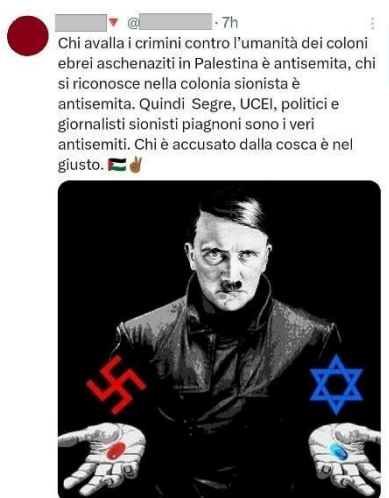 @ · 7h
Chi avalla i crimini contro l'umanità dei coloni
ebrei aschenaziti in Palestina è antisemita, chi
si riconosce nella colonia sionista è
antisemita. Quindi Segre, UCEI, politici e
giornalisti sionisti piagnoni sono i veri
antisemiti. Chi è accusato dalla cosca è nel
giusto. 🇵🇸✌🏾